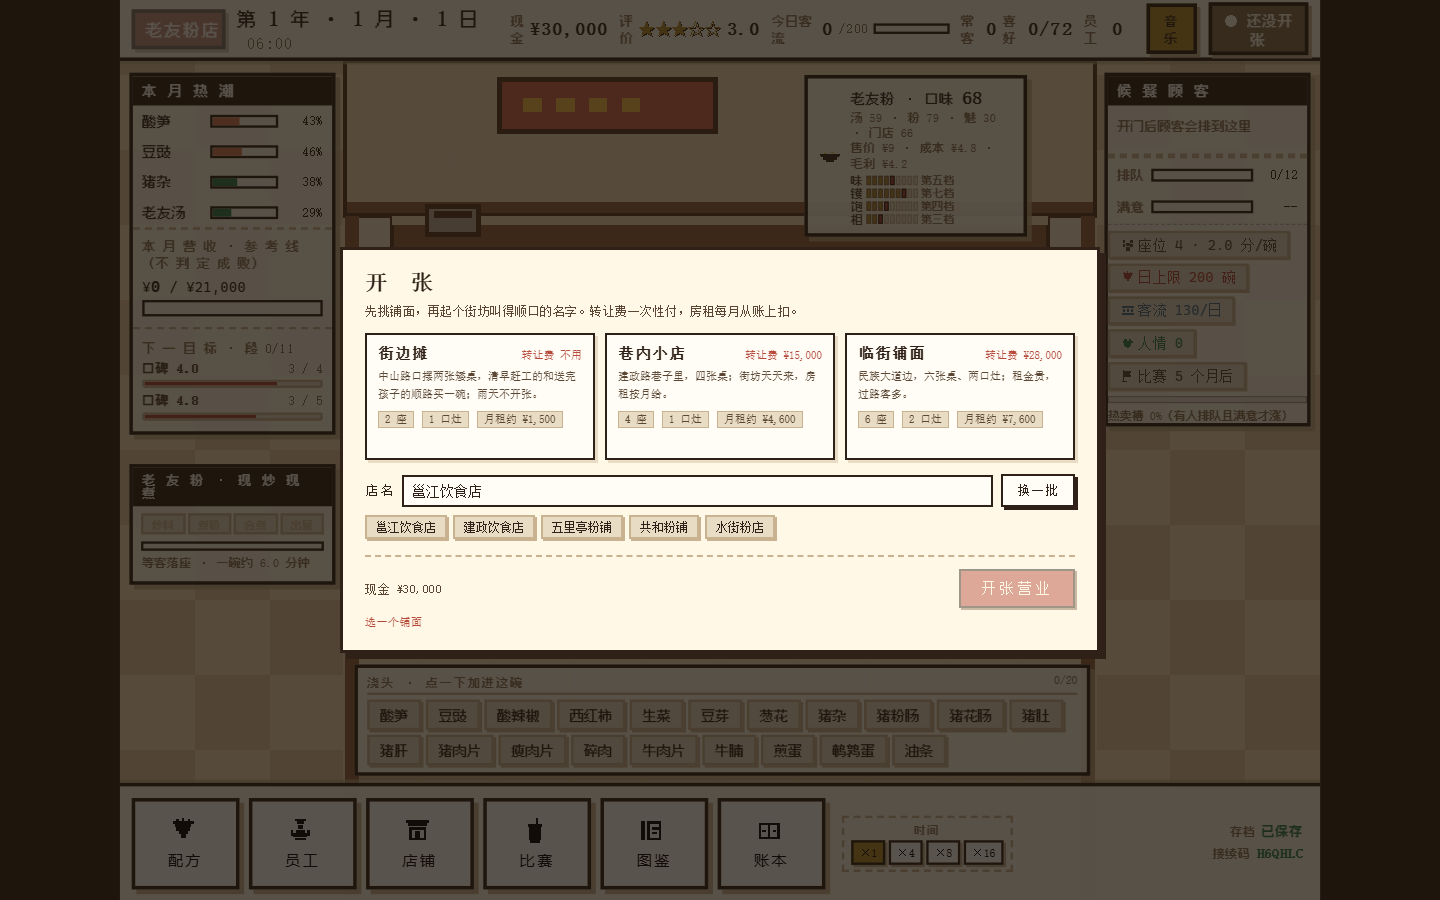 老友粉店
第 1 年 · 1 月 · 1 日
06:00
现金 ¥30,000
评价 ★★★☆☆ 3.0
今日客流 0 /200
常客 0
喜好 0/72
员工 0
音乐
还没开张
本月热潮
酸笋 43%
豆豉 46%
猪杂 38%
老友汤 29%
本月营收 · 参考线
(不判定成败)
¥0 / ¥21,000
下一目标 · 段 0/11
口碑 4.0 3 / 4
口碑 4.8 3 / 5
老友粉 · 现炒现煮
等客落座 · 一碗约 6.0 分钟
老友粉 · 口味 68
汤 59 · 粉 79 · 魅 30
· 门店 66
售价 ¥9 · 成本 ¥4.8 ·
毛利 ¥4.2
味 第五档
镬 第七档
饱 第四档
相 第三档
候餐顾客
开门后顾客会排到这里
排队 0/12
满意 --
座位 4 · 2.0 分/碗
日上限 200 碗
客流 130/日
人情 0
比赛 5 个月后
热卖榜 0% (有人排队且满意才涨)
开 张
先挑铺面，再起个街坊叫得顺口的名字。转让费一次性付，房租每月从账上扣。
街边摊 转让费 不用
中山路口摆两张矮桌，清早赶工的和送完
孩子的顺路买一碗；雨天不开张。
2 座 1 口灶 月租约 ¥1,500
巷内小店 转让费 ¥15,000
建政路巷子里，四张桌；街坊天天来，房
租按月给。
4 座 1 口灶 月租约 ¥4,600
临街铺面 转让费 ¥28,000
民族大道边，六张桌、两口灶；租金贵，
过路客多。
6 座 2 口灶 月租约 ¥7,600
店名 邕江饮食店 换一批
邕江饮食店 建政饮食店 五里亭粉铺 共和粉铺 水街粉店
现金 ¥30,000
开张营业
选一个铺面
浇头 · 点一下加进这碗 0/20
酸笋 豆豉 酸辣椒 西红柿 生菜 豆芽 葱花 猪杂 猪粉肠 猪花肠 猪肚
猪肝 猪肉片 瘦肉片 碎肉 牛肉片 牛腩 煎蛋 鹌鹑蛋 油条
配方 员工 店铺 比赛 图鉴 账本
时间
×1 ×4 ×8 ×16
存档 已保存
接续码 H6QHLC